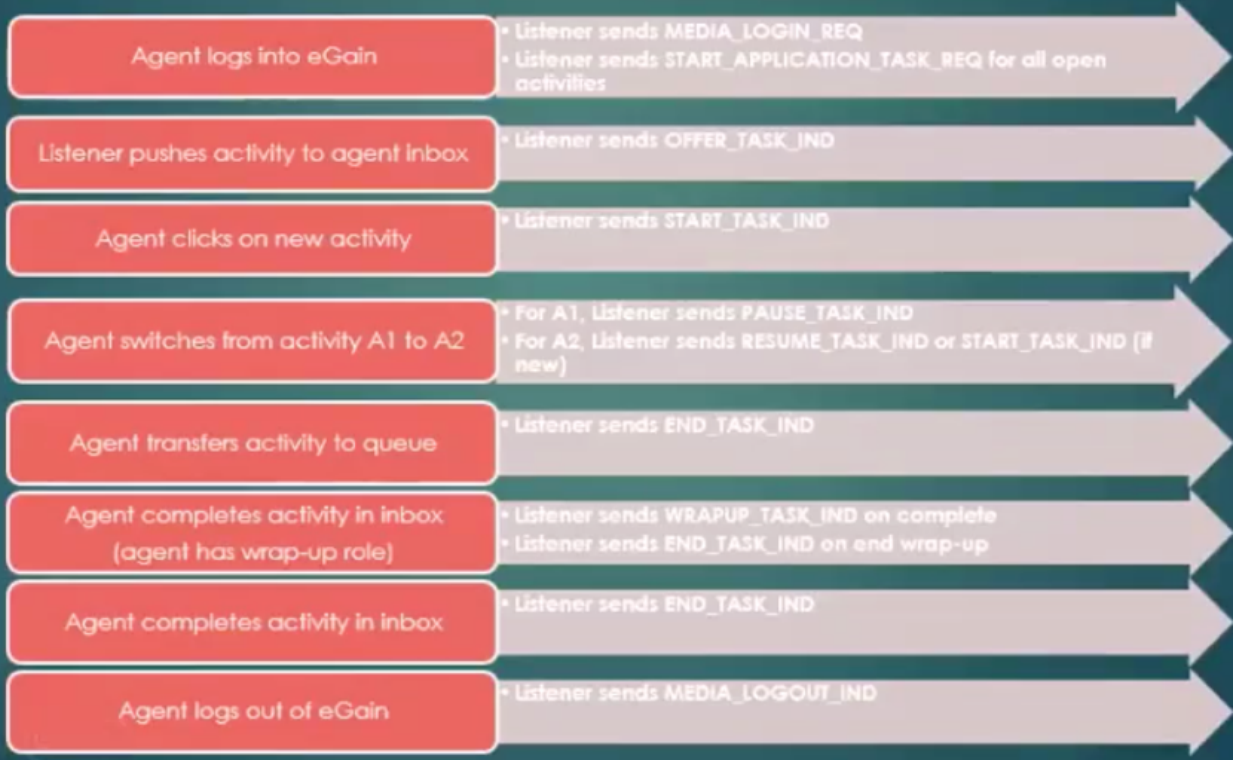 Agent logs into eGain
• Listener sends MEDIA_LOGIN_REQ
• Listener sends START_APPLICATION_TASK_REQ for all open
activities
Listener pushes activity to agent inbox
• Listener sends OFFER_TASK_IND
Agent clicks on new activity
• Listener sends START_TASK_IND
Agent switches from activity A1 to A2
• For A1, Listener sends PAUSE_TASK_IND
• For A2, Listener sends RESUME_TASK_IND or START_TASK_IND (if
new)
Agent transfers activity to queue
• Listener sends END_TASK_IND
Agent completes activity in inbox
(agent has wrap-up role)
• Listener sends WRAPUP_TASK_IND on complete
• Listener sends END_TASK_IND on end wrap-up
Agent completes activity in inbox
• Listener sends END_TASK_IND
Agent logs out of eGain
• Listener sends MEDIA_LOGOUT_IND